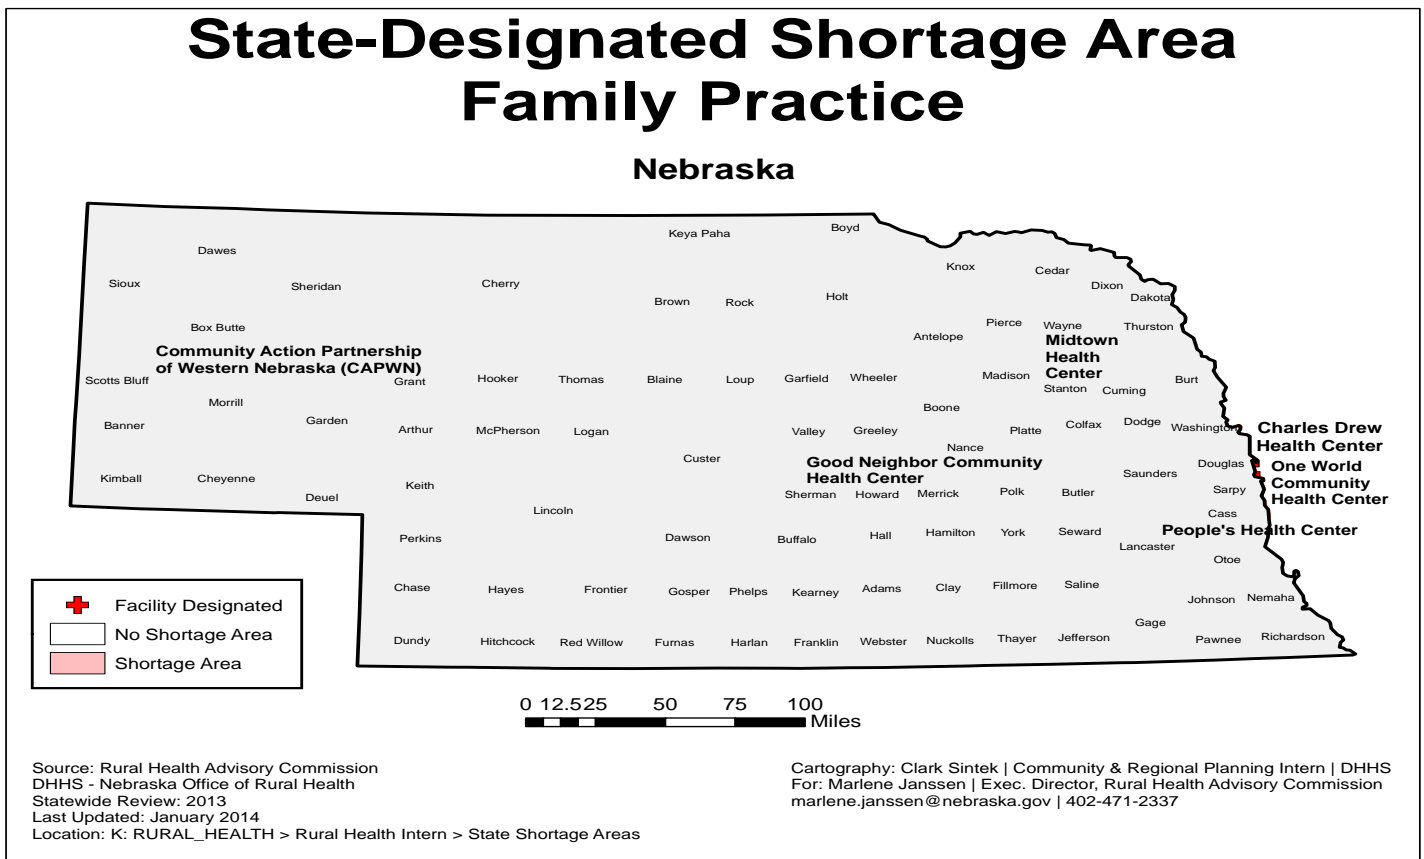 State-Designated Shortage Area
Family Practice
Nebraska
Keya Paha
Boyd
Dawes
Knox
Cedar
Sioux
Sheridan
Cherry
Dixon
Brown
Rock
Holt
Dakota
Box Butte
Pierce
Wayne
Thurston
Antelope
Midtown
Health
Center
Community Action Partnership
of Western Nebraska (CAPWN)
Scotts Bluff
Grant
Hooker
Thomas
Blaine
Loup
Garfield
Wheeler
Madison
Stanton
Cuming
Burt
Morrill
Boone
Banner
Garden
Arthur
McPherson
Logan
Valley
Greeley
Platte
Colfax
Dodge
Washington
Charles Drew
Health Center
Nance
Custer
Good Neighbor Community
Health Center
Douglas
One World
Community
Health Center
Kimball
Cheyenne
Saunders
Deuel
Keith
Sherman
Howard
Merrick
Polk
Butler
Sarpy
Lincoln
Cass
People's Health Center
Perkins
Dawson
Buffalo
Hall
Hamilton
York
Seward
Lancaster
Otoe
Chase
Hayes
Frontier
Gosper
Phelps
Kearney
Adams
Clay
Fillmore
Saline
Johnson
Nemaha
Gage
Dundy
Hitchcock
Red Willow
Furnas
Harlan
Franklin
Webster
Nuckolls
Thayer
Jefferson
Pawnee
Richardson
Facility Designated
No Shortage Area
Shortage Area
0 12.5 25 50 75 100
Miles
Source: Rural Health Advisory Commission
DHHS - Nebraska Office of Rural Health
Statewide Review: 2013
Last Updated: January 2014
Location: K: RURAL_HEALTH > Rural Health Intern > State Shortage Areas
Cartography: Clark Sintek | Community & Regional Planning Intern | DHHS
For: Marlene Janssen | Exec. Director, Rural Health Advisory Commission
marlene.janssen@nebraska.gov | 402-471-2337